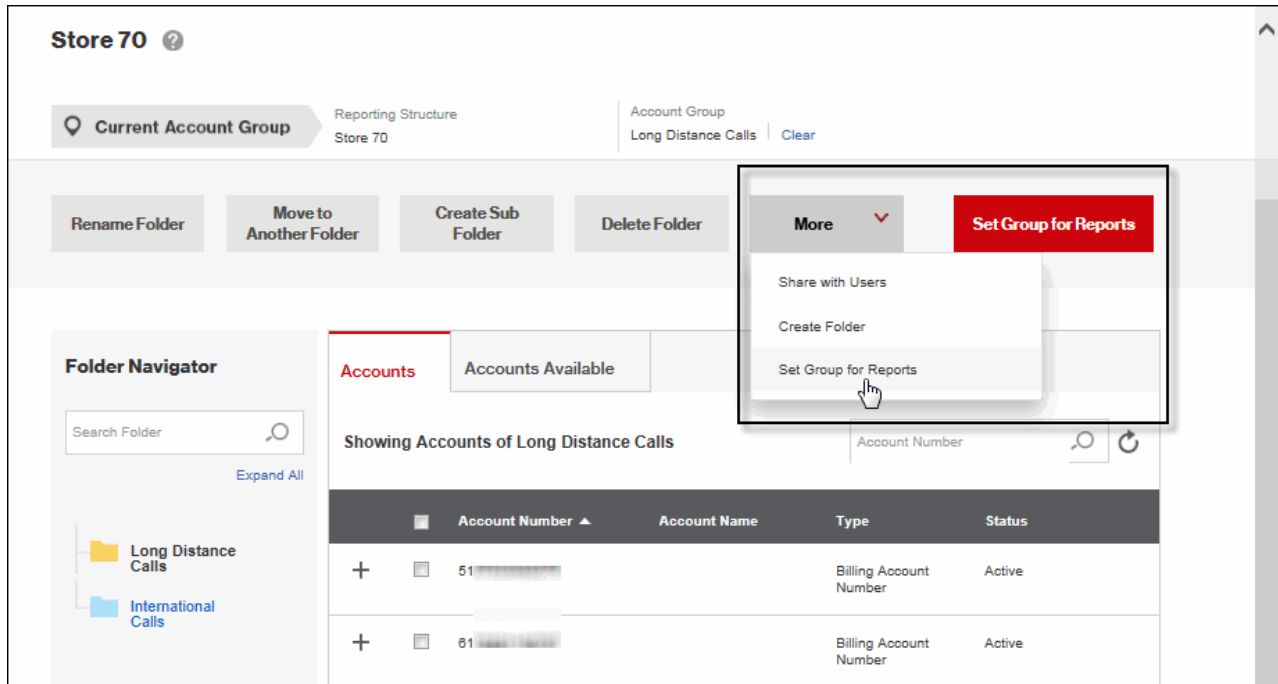 Store 70 ?
Current Account Group
Reporting Structure
Store 70
Account Group
Long Distance Calls | Clear
Rename Folder
Move to
Another Folder
Create Sub
Folder
Delete Folder
More
Set Group for Reports
Share with Users
Create Folder
Set Group for Reports
Folder Navigator
Search Folder
Expand All
Long Distance
Calls
International
Calls
Accounts
Accounts Available
Showing Accounts of Long Distance Calls
Account Number
Account Number Account Name Type Status
51
Billing Account
Number
Active
61
Billing Account
Number
Active